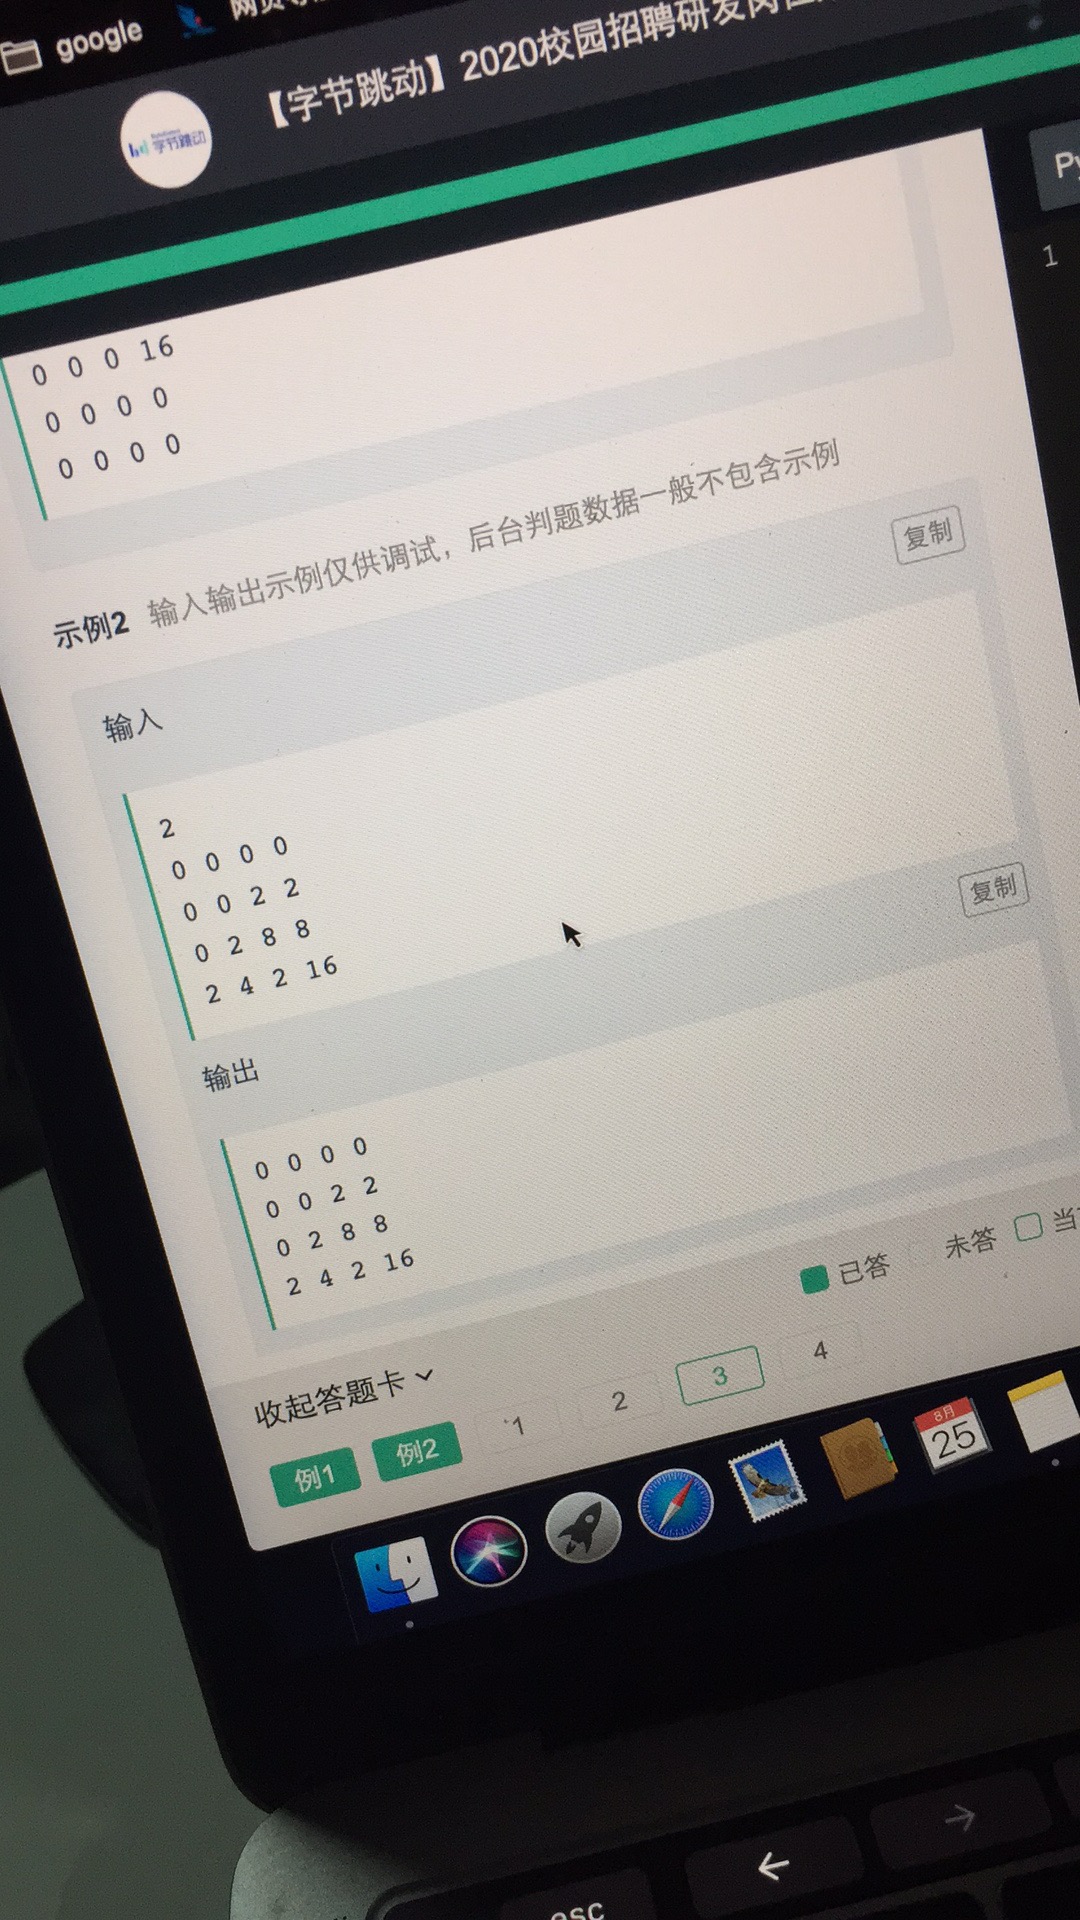 google
【字节跳动】2020校园招聘研发岗
字节跳动
Py
1
0 0 0 16
0 0 0 0
0 0 0 0
示例2 输入输出示例仅供调试，后台判题数据一般不包含示例
复制
输入
2
0 0 0 0
0 0 2 2
0 2 8 8
2 4 2 16
复制
输出
0 0 0 0
0 0 2 2
0 2 8 8
2 4 2 16
已答 未答 当
收起答题卡
例1 例2 1 2 3 4
8月
25
esc